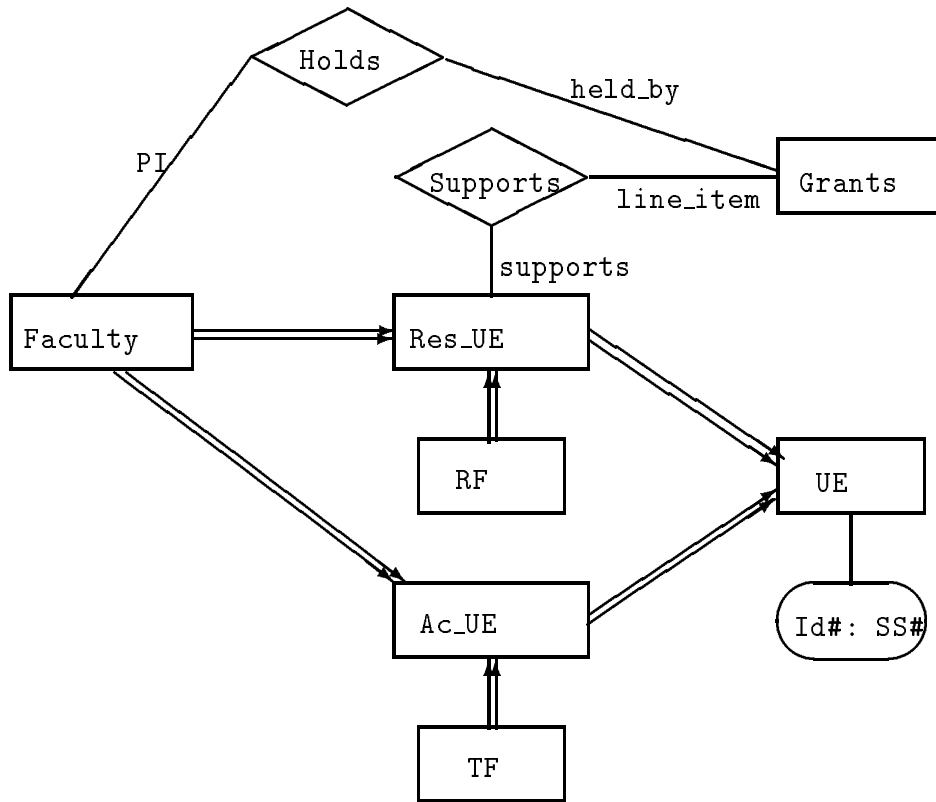 Holds
held_by
PI
Supports
Grants
line_item
supports
Faculty
Res_UE
RF
UE
Ac_UE
Id#: SS#
TF